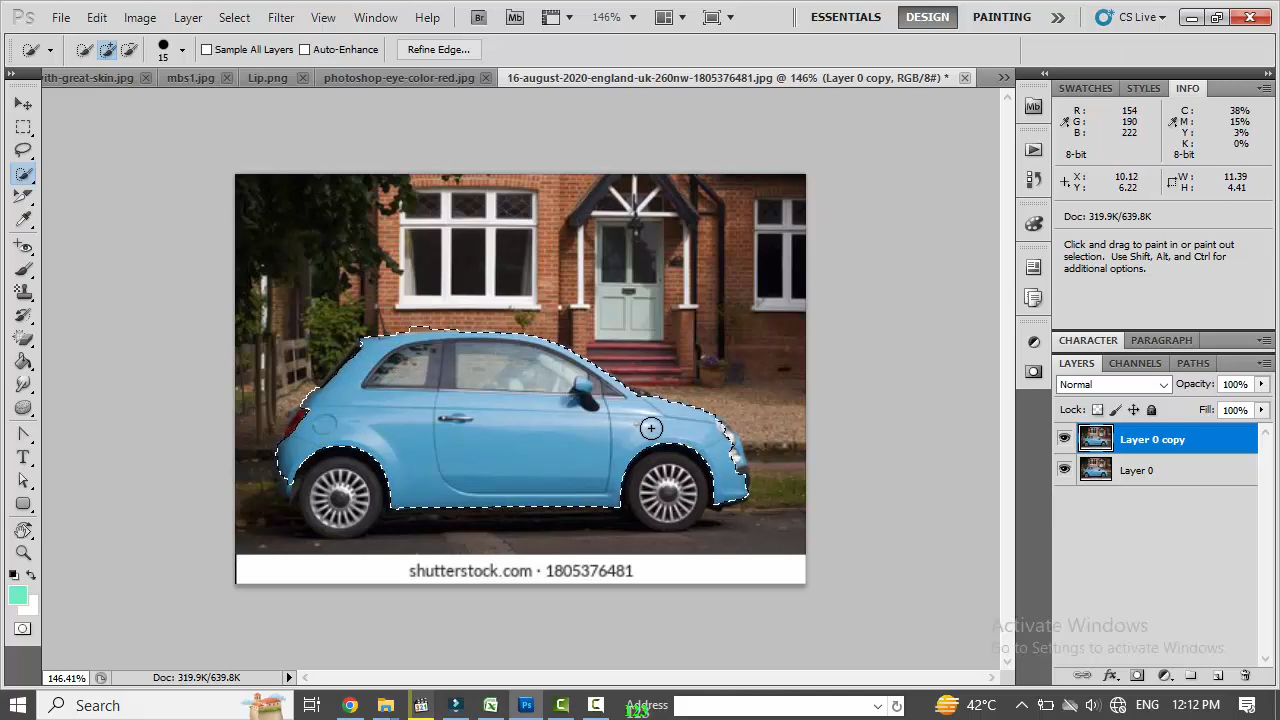 Ps File Edit Image Layer Select Filter View Window Help Br Mb 146% ESSENTIALS DESIGN PAINTING CS Live
15 Sample All Layers Auto-Enhance Refine Edge...
ith-great-skin.jpg mbs1.jpg Lip.png photoshop-eye-color-red.jpg 16-august-2020-england-uk-260nw-1805376481.jpg @ 146% (Layer 0 copy, RGB/8#) *
SWATCHES STYLES INFO
Mb
R: 154 C: 38%
G: 190 M: 15%
B: 222 Y: 3%
K: 0%
8-bit 8-bit
X: 10.12 W: 11.39
Y: 6.22 H: 4.41
Doc: 319.9K/639.8K
Click and drag to paint in or paint out
selection. Use Shift, Alt, and Ctrl for
additional options.
CHARACTER PARAGRAPH
LAYERS CHANNELS PATHS
Normal Opacity: 100%
Lock: Fill: 100%
Layer 0 copy
Layer 0
shutterstock.com · 1805376481
Activate Windows
Go to Settings to activate Windows.
146.41% Doc: 319.9K/639.8K
Search Ps Address 123 42°C ENG 12:12 PM